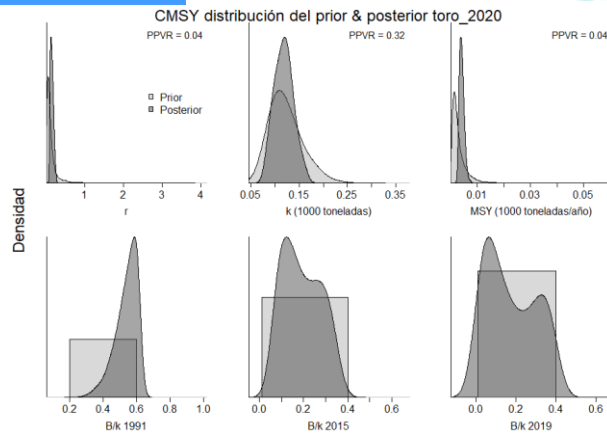 CMSY distribución del prior & posterior toro_2020
PPVR = 0.04
PPVR = 0.32
PPVR = 0.04
Prior
Posterior
1 2 3 4
0.05 0.15 0.25 0.35
0.01 0.03 0.05
r
k (1000 toneladas)
MSY (1000 toneladas/año)
Densidad
0.2 0.4 0.6 0.8 1.0
0.0 0.2 0.4 0.6
0.0 0.2 0.4 0.6
B/k 1991
B/k 2015
B/k 2019